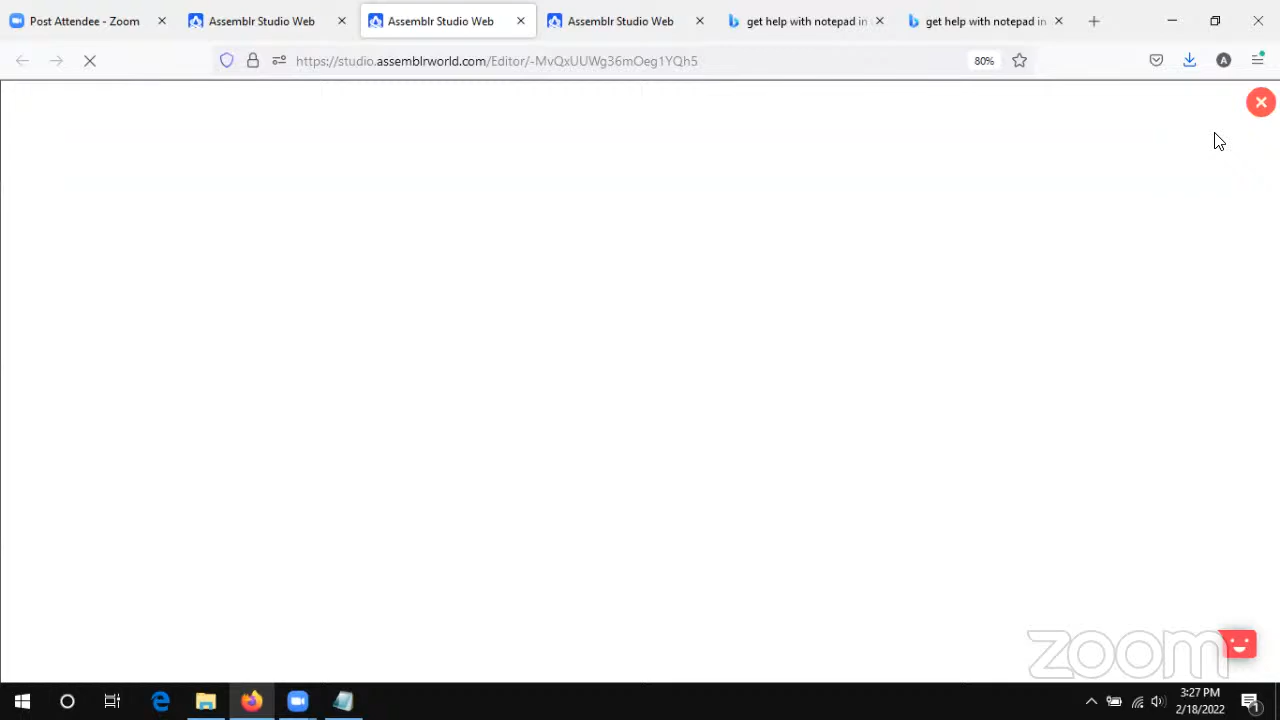 Post Attendee - Zoom
Assemblr Studio Web
Assemblr Studio Web
Assemblr Studio Web
get help with notepad in
get help with notepad in
https://studio.assemblrworld.com/Editor/-MvQxUUWg36mOeg1YQh5
80%
A
zoom
3:27 PM
2/18/2022
1